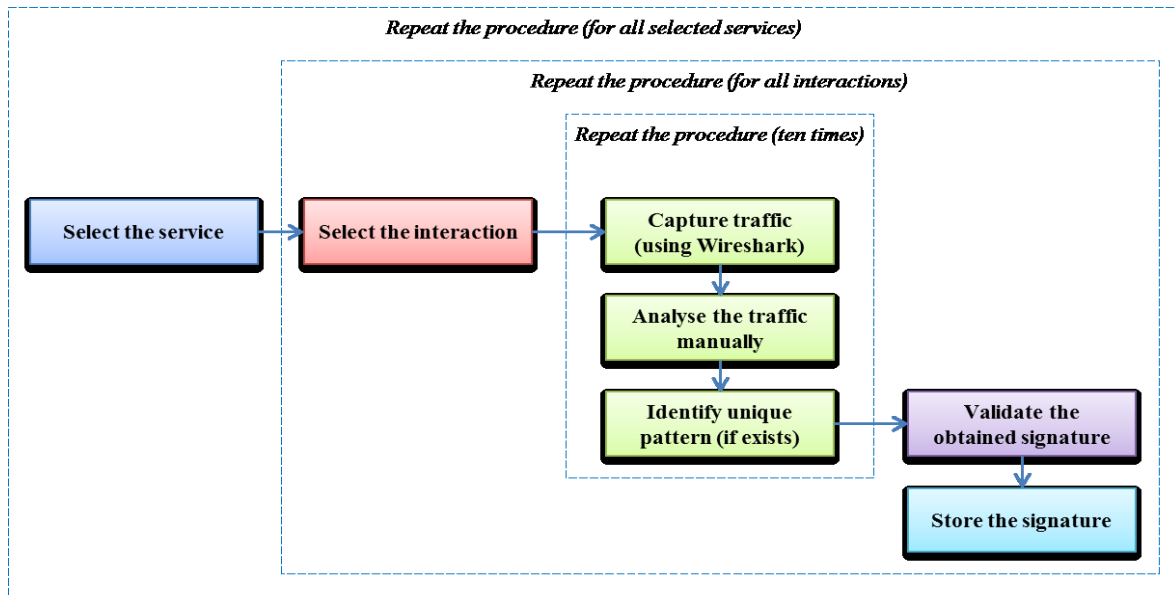 Repeat the procedure (for all selected services)
Repeat the procedure (for all interactions)
Repeat the procedure (ten times)
Select the service
Select the interaction
Capture traffic
(using Wireshark)
Analyse the traffic
manually
Identify unique
pattern (if exists)
Validate the
obtained signature
Store the signature